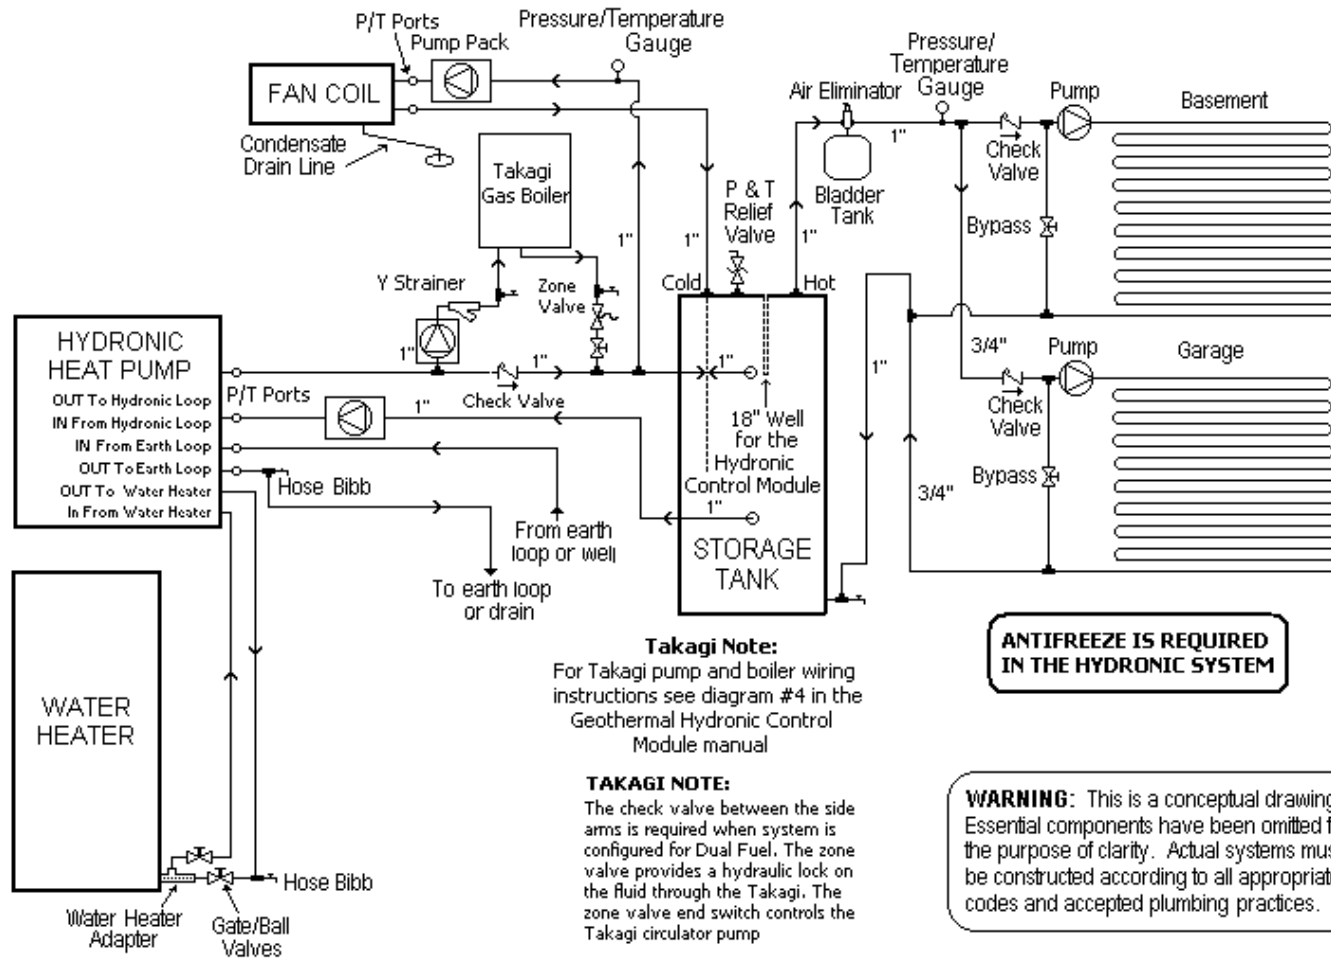 P/T Ports
Pressure/Temperature
Gauge
Pump Pack
FAN COIL
Condensate
Drain Line
Takagi
Gas Boiler
Pressure/
Temperature
Gauge
Air Eliminator
Pump
Basement
1"
Check
Valve
Bladder
Tank
P & T
Relief
Valve
Bypass
1"
1"
1"
Y Strainer
Zone
Valve
Cold
Hot
HYDRONIC
HEAT PUMP
OUT To Hydronic Loop
IN From Hydronic Loop
IN From Earth Loop
OUT To Earth Loop
OUT To Water Heater
In From Water Heater
P/T Ports
1"
1"
Check Valve
1"
1"
1"
3/4"
Pump
Garage
Check
Valve
18" Well
for the
Hydronic
Control Module
1"
Bypass
3/4"
Hose Bibb
From earth
loop or well
To earth loop
or drain
STORAGE
TANK
WATER
HEATER
Hose Bibb
Water Heater
Adapter
Gate/Ball
Valves
Takagi Note:
For Takagi pump and boiler wiring
instructions see diagram #4 in the
Geothermal Hydronic Control
Module manual
TAKAGI NOTE:
The check valve between the side
arms is required when system is
configured for Dual Fuel. The zone
valve provides a hydraulic lock on
the fluid through the Takagi. The
zone valve end switch controls the
Takagi circulator pump
ANTIFREEZE IS REQUIRED
IN THE HYDRONIC SYSTEM
WARNING: This is a conceptual drawing
Essential components have been omitted f
the purpose of clarity. Actual systems mus
be constructed according to all appropriat
codes and accepted plumbing practices.